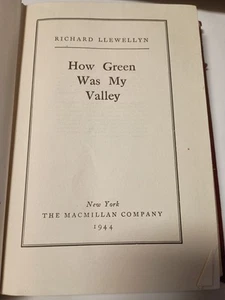 RICHARD LLEWELLYN
How Green
Was My
Valley
New York
THE MACMILLAN COMPANY
1944